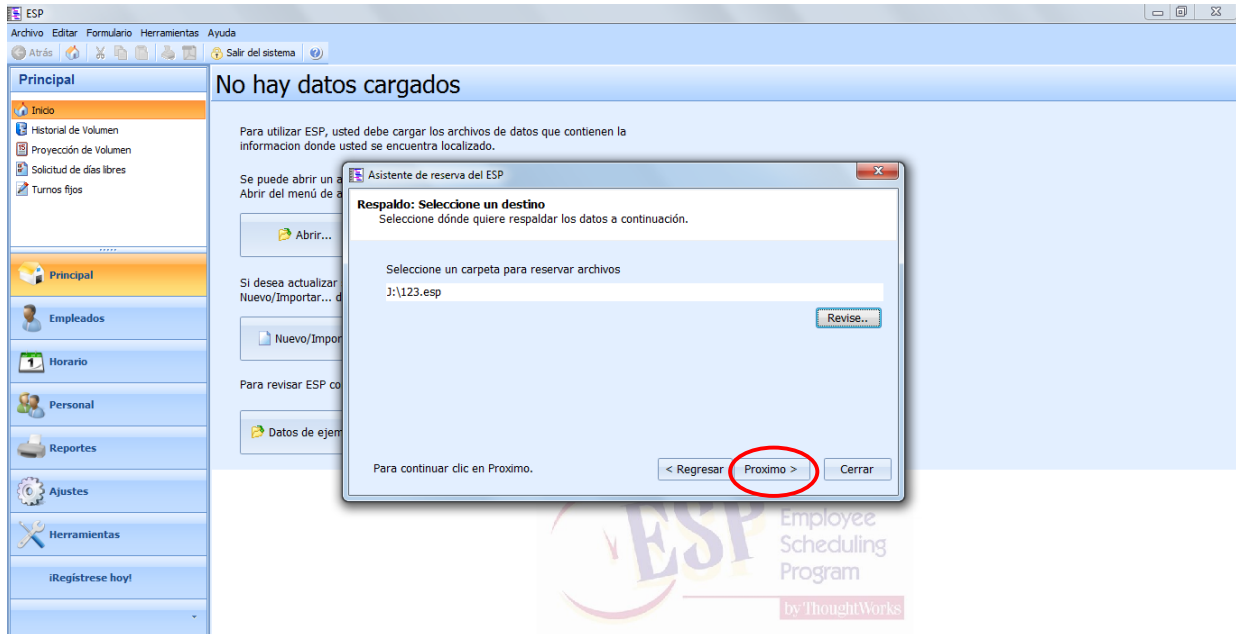 ESP
Archivo Editar Formulario Herramientas Ayuda
Atrás Salir del sistema
Principal
No hay datos cargados
Inicio
Historial de Volumen
Proyección de Volumen
Solicitud de días libres
Turnos fijos
Para utilizar ESP, usted debe cargar los archivos de datos que contienen la
informacion donde usted se encuentra localizado.
Se puede abrir un a
Abrir del menú de a
Abrir...
Si desea actualizar
Nuevo/Importar... d
Nuevo/Impor
Para revisar ESP co
Datos de ejem
Asistente de reserva del ESP
Respaldo: Seleccione un destino
Seleccione dónde quiere respaldar los datos a continuación.
Seleccione un carpeta para reservar archivos
J:\123.esp
Revise..
Para continuar clic en Proximo.
< Regresar Proximo > Cerrar
Principal
Empleados
1 Horario
Personal
Reportes
Ajustes
Herramientas
iRegistrese hoy!
ESP
Employee
Scheduling
Program
by ThoughtWorks